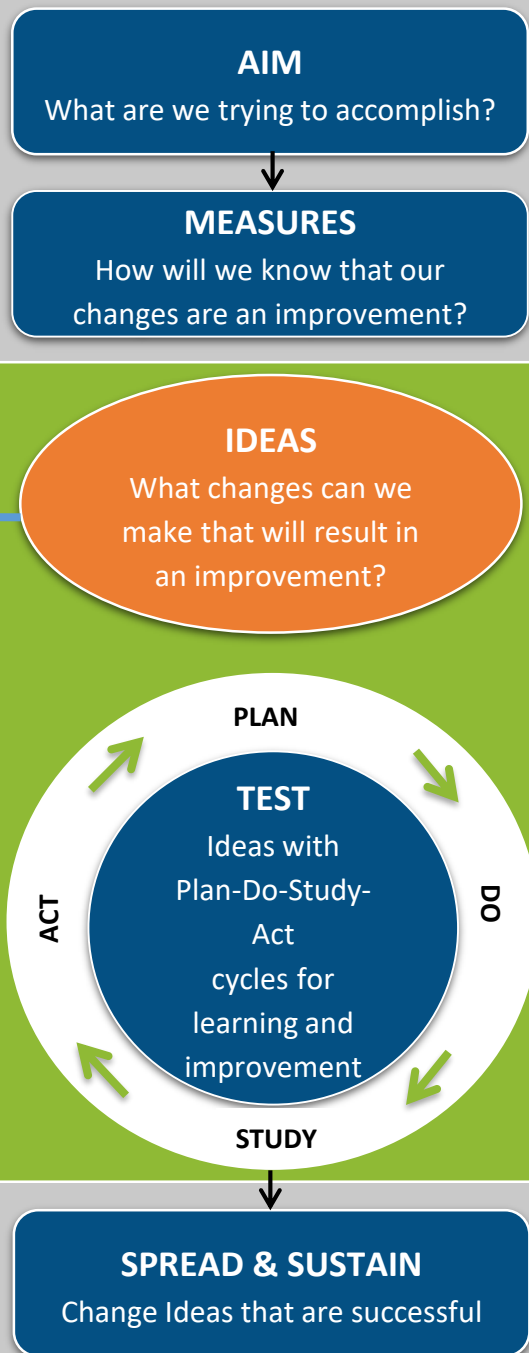 AIM
What are we trying to accomplish?
MEASURES
How will we know that our
changes are an improvement?
IDEAS
What changes can we
make that will result in
an improvement?
PLAN
TEST
Ideas with
Plan-Do-Study-
Act
cycles for
learning and
improvement
DO
STUDY
ACT
SPREAD & SUSTAIN
Change Ideas that are successful